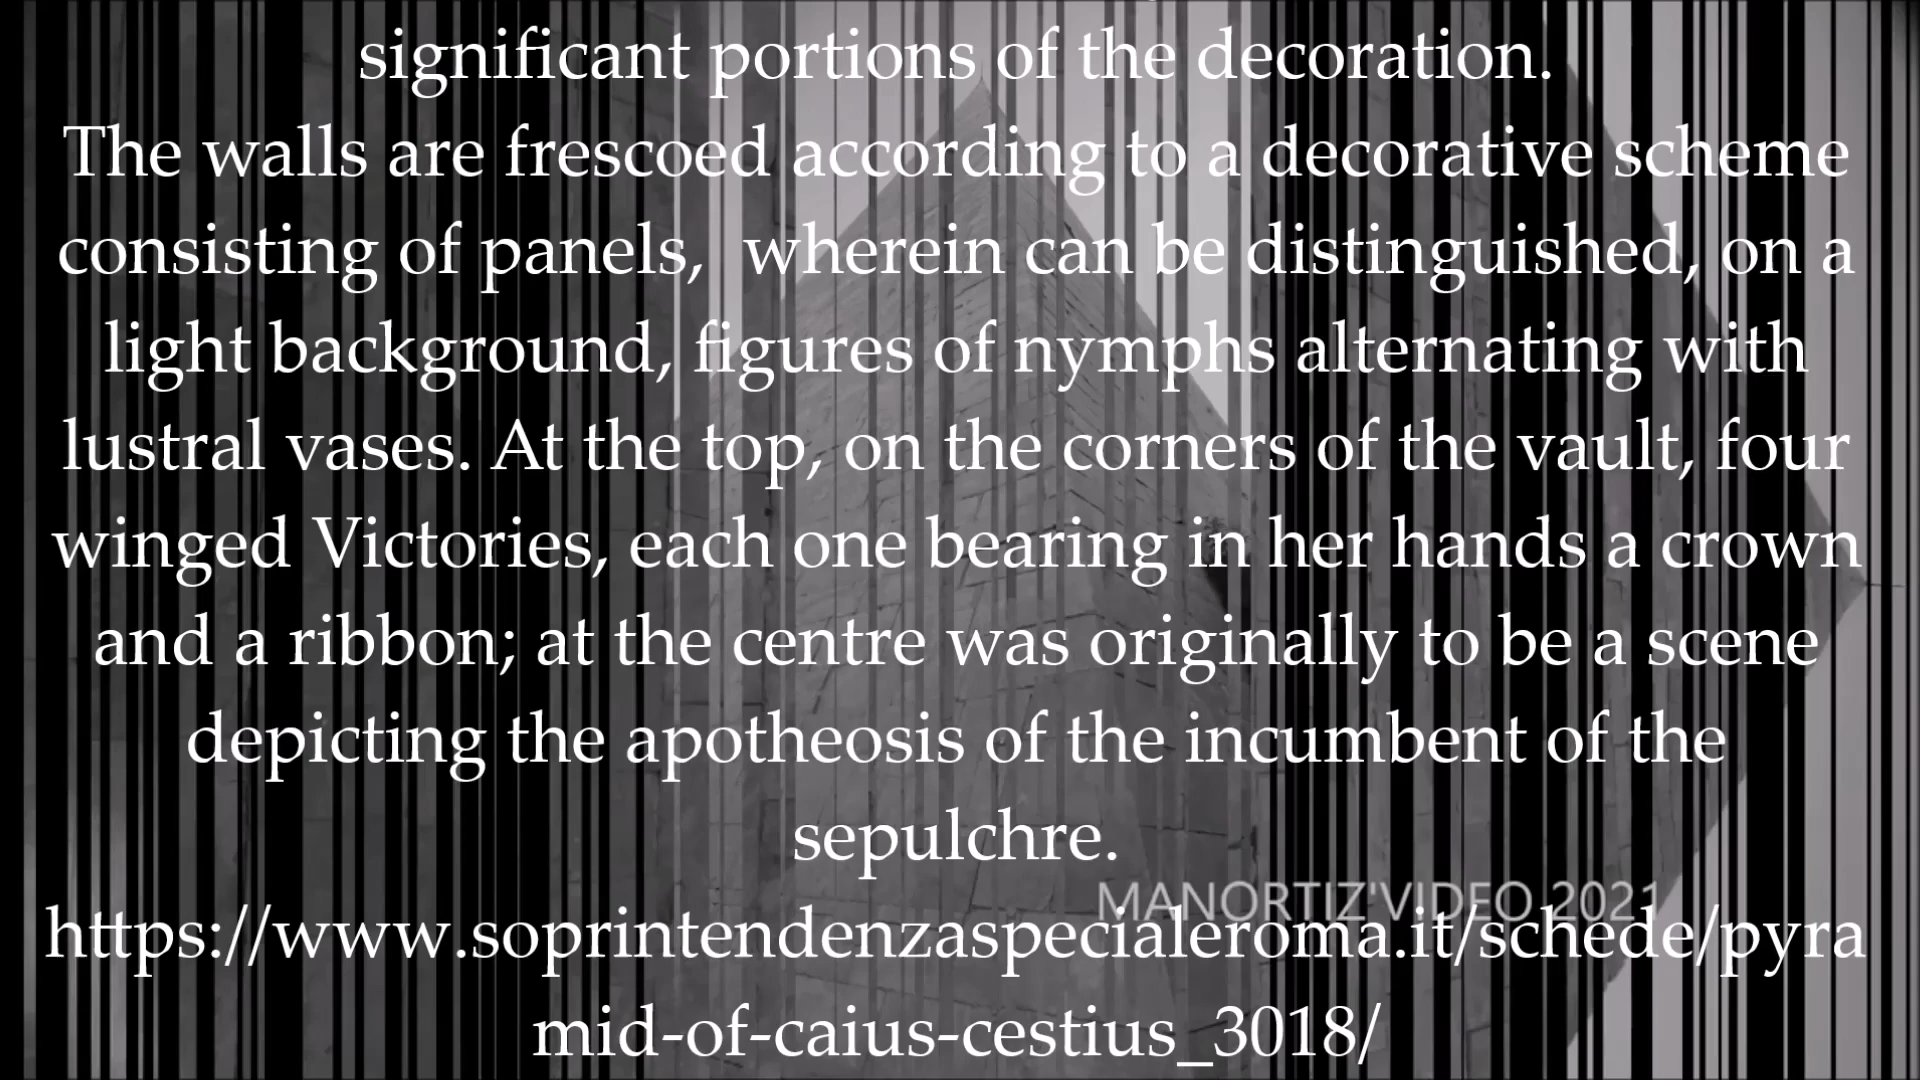 significant portions of the decoration.
The walls are frescoed according to a decorative scheme
consisting of panels,  wherein can be distinguished, on a
light background, figures of nymphs alternating with
lustral vases. At the top, on the corners of the vault, four
winged Victories, each one bearing in her hands a crown
and a ribbon; at the centre was originally to be a scene
depicting the apotheosis of the incumbent of the
sepulchre.
MANORTIZ'VIDEO 2021
https://www.soprintendenzaspecialeroma.it/schede/pyra
mid-of-caius-cestius_3018/